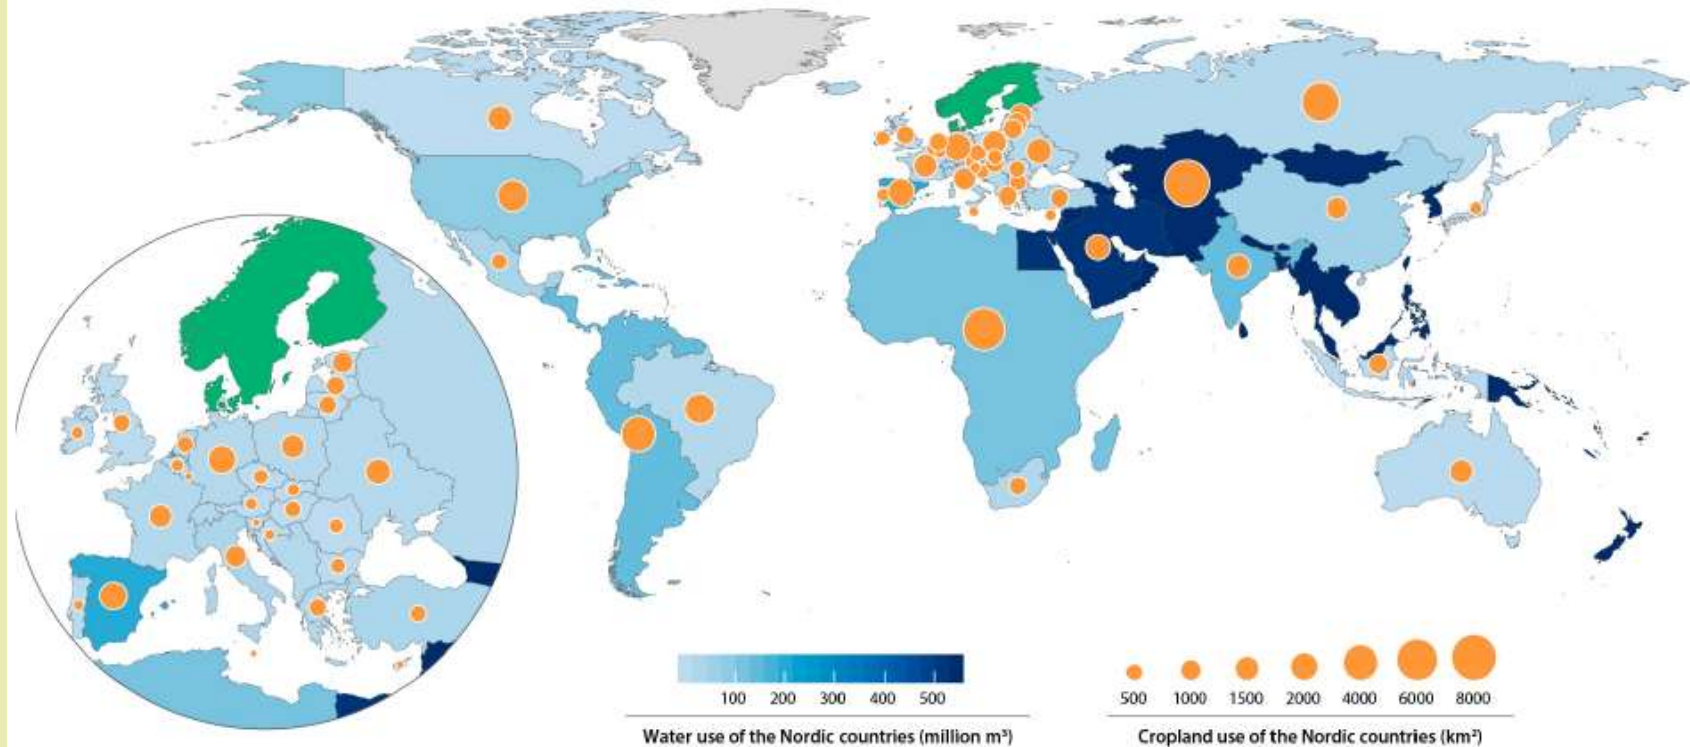 100 200 300 400 500
Water use of the Nordic countries (million m³)
500 1000 1500 2000 4000 6000 8000
Cropland use of the Nordic countries (km²)